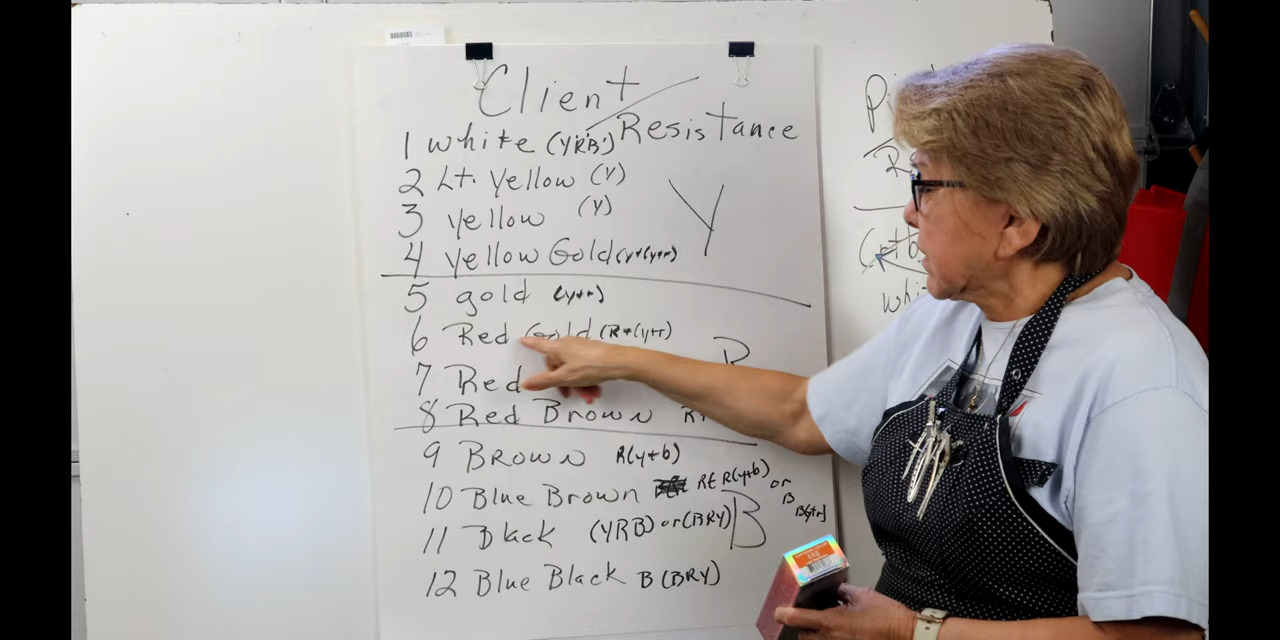 Client
Resistance
1 White (YRB)
2 Lt. Yellow (Y)
3 Yellow (Y)
Y
4 Yellow Gold (Y+(y+r)
5 gold (y+r)
6 Red Gold (R+(y+r)
7 Red
8 Red Brown
9 Brown R(y+b)
10 Blue Brown R(y+b) or
B
B(y+r)
11 Black (YRB) or (BRY)
B
12 Blue Black B (BRY)